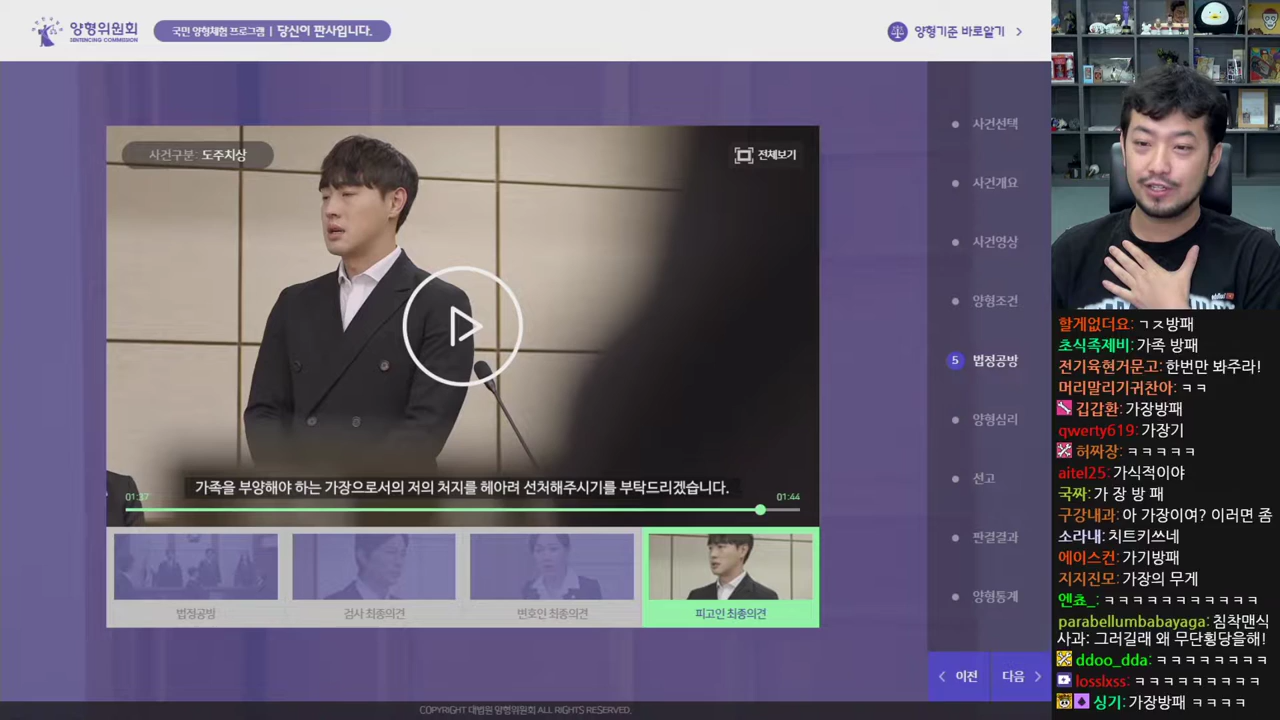 양형위원회
SENTENCING COMMISSION
국민 양형체험 프로그램 | 당신이 판사입니다.
양형기준 바로알기
사건구분: 도주치상
전체보기
가족을 부양해야 하는 가장으로서의 저의 처지를 헤아려 선처해주시기를 부탁드리겠습니다.
01:37
01:44
법정공방
검사 최종의견
변호인 최종의견
피고인 최종의견
사건선택
사건개요
사건영상
양형조건
5 법정공방
양형심리
선고
판결결과
양형통계
이전
다음
COPYRIGHT 대법원 양형위원회 ALL RIGHTS RESERVED.
할게없더요: ㄱㅈ방패
초식족제비: 가족 방패
전기육현거문고: 한번만 봐주라!
머리말리기귀찬아: ㅋㅋ
김갑환: 가장방패
qwerty619: 가장기
허짜장: ㅋㅋㅋㅋㅋ
aitel25: 가식적이야
국짜: 가 장 방 패
구강내과: 아 가장이여? 이러면 좀
소라내: 치트키쓰네
에이스컨: 가기방패
지지진모: 가장의 무게
엔쵸_: ㅋㅋㅋㅋㅋㅋㅋㅋㅋㅋㅋ
parabellumbabayaga: 침착맨식
사과: 그러길래 왜 무단횡당을해!
ddoo_dda: ㅋㅋㅋㅋㅋㅋㅋㅋ
losslxss: ㅋㅋㅋㅋㅋㅋㅋㅋㅋ
싱기: 가장방패 ㅋㅋㅋㅋ